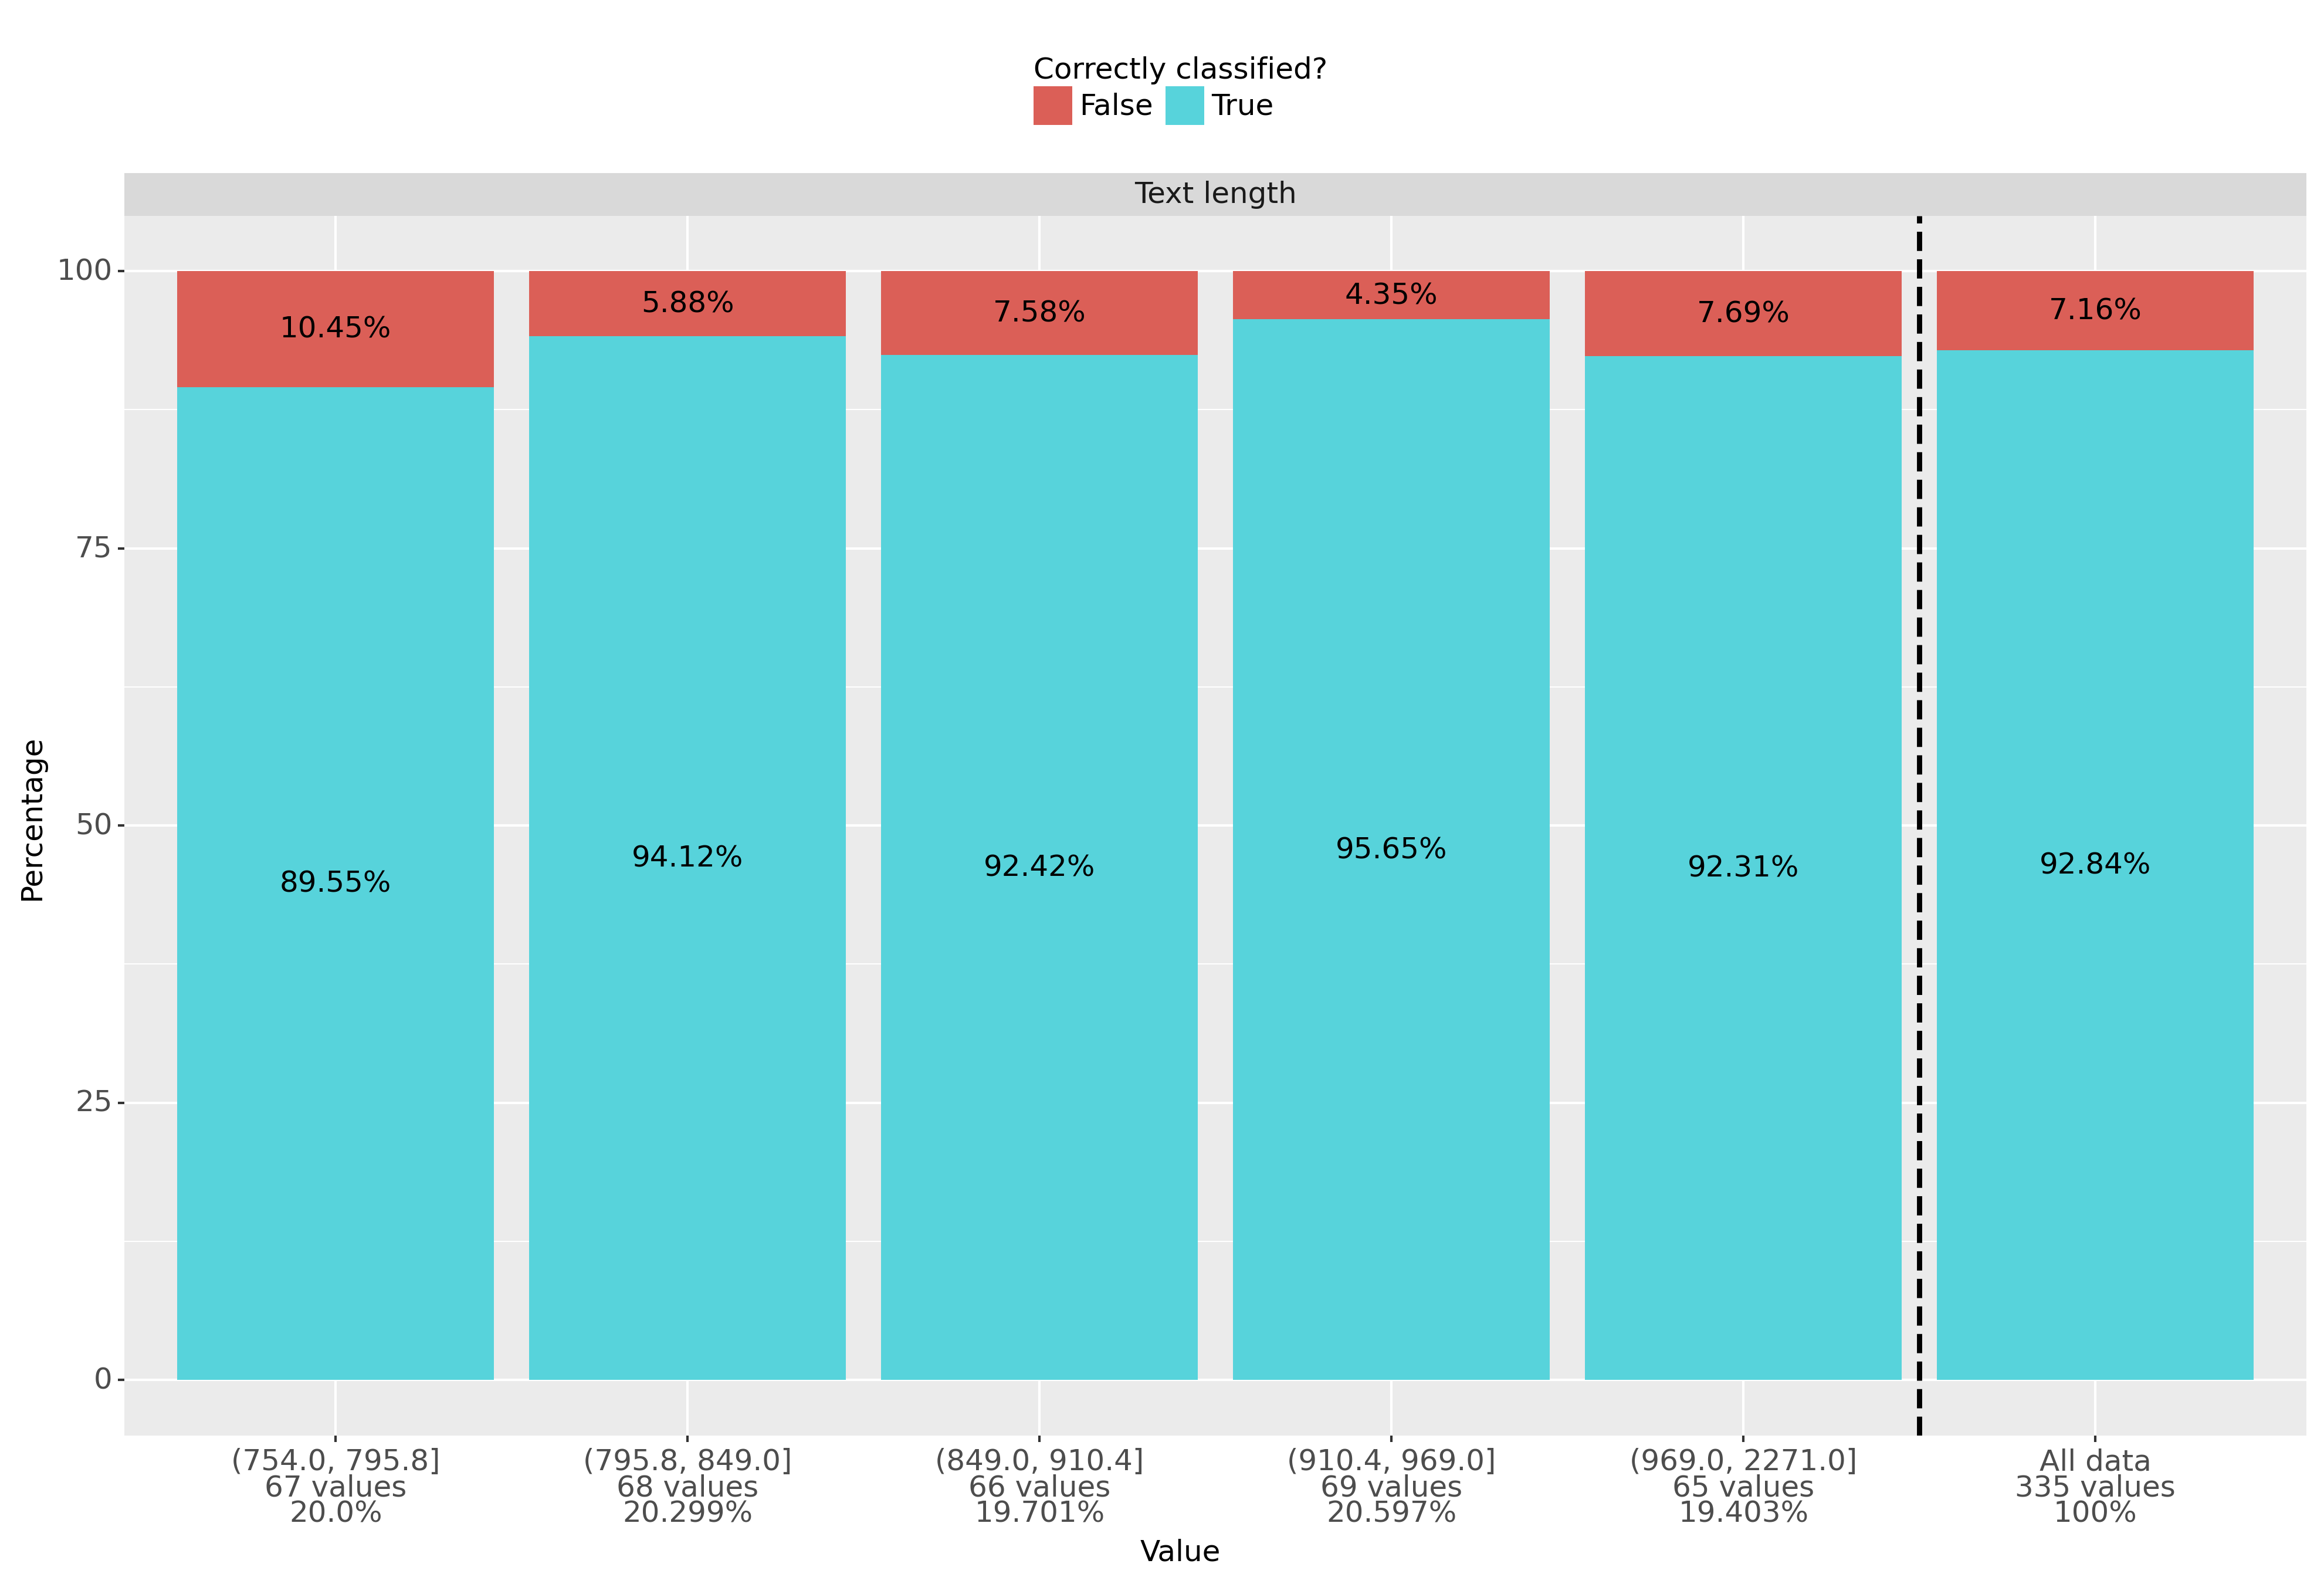 Correctly classified?
False True
Text length
100
75
50
25
0
Percentage
10.45%
5.88%
7.58%
4.35%
7.69%
7.16%
89.55%
94.12%
92.42%
95.65%
92.31%
92.84%
(754.0, 795.8]
67 values
20.0%
(795.8, 849.0]
68 values
20.299%
(849.0, 910.4]
66 values
19.701%
(910.4, 969.0]
69 values
20.597%
(969.0, 2271.0]
65 values
19.403%
All data
335 values
100%
Value